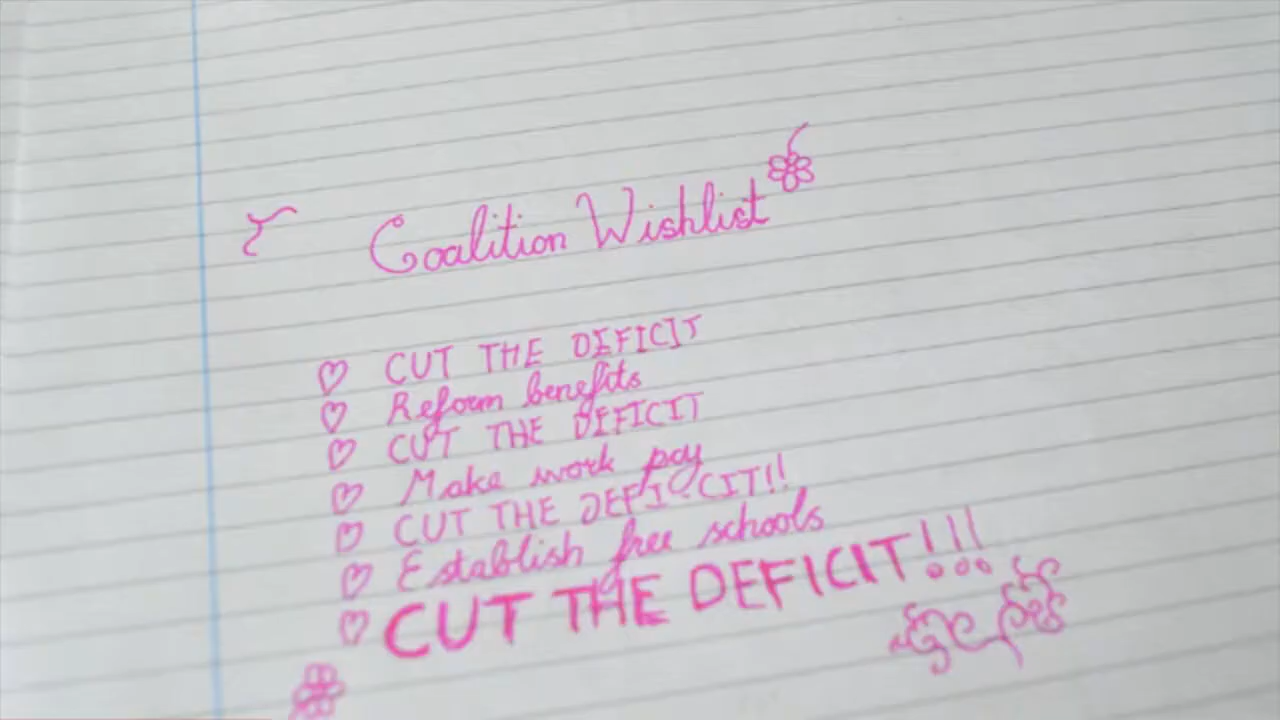 Coalition Wishlist
CUT THE DEFICIT
Reform benefits
CUT THE DEFICIT
Make work pay
CUT THE DEFICIT!!
Establish free schools
CUT THE DEFICIT!!!